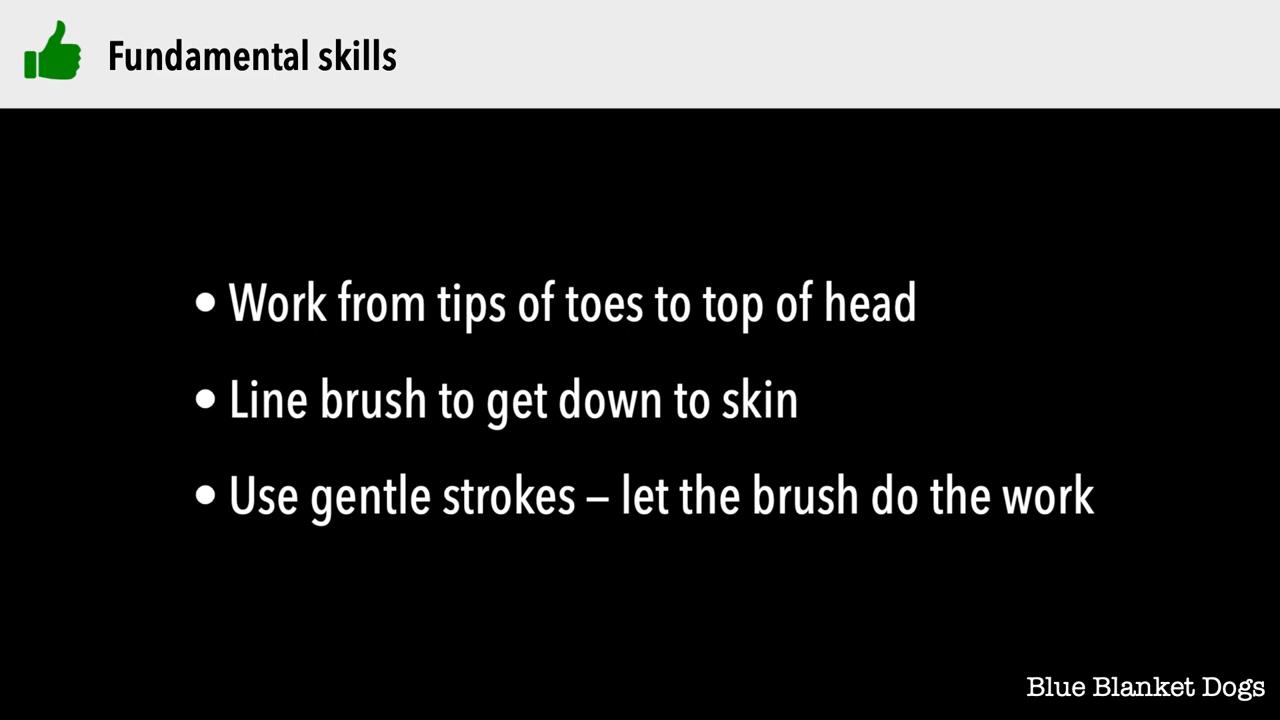 Fundamental skills
• Work from tips of toes to top of head
• Line brush to get down to skin
• Use gentle strokes – let the brush do the work
Blue Blanket Dogs